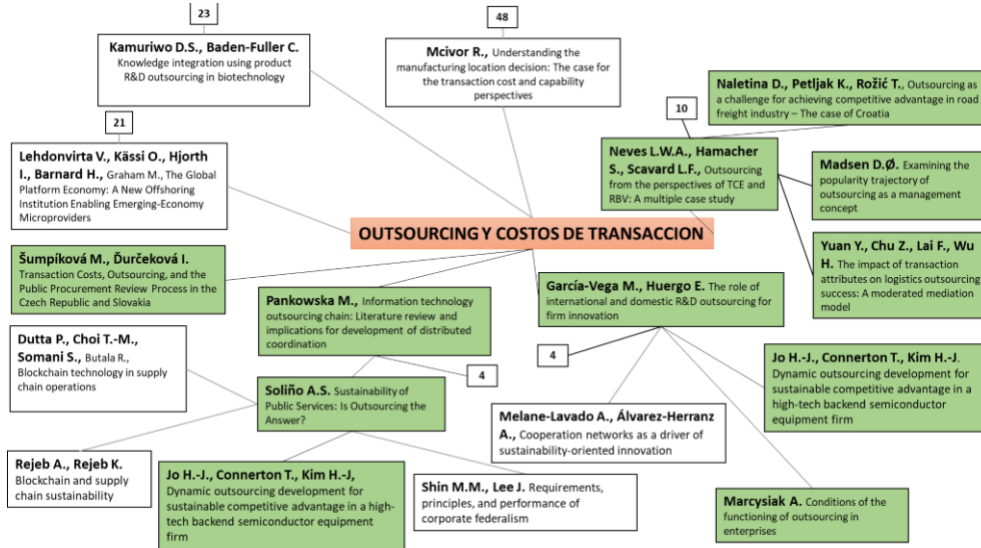 23
48
Kamuriwo D.S., Baden-Fuller C.
Knowledge integration using product
R&D outsourcing in biotechnology
Mcivor R., Understanding the
manufacturing location decision: The case
for the transaction cost and capability
perspectives
Naletina D., Petljak K., Rožić T., Outsourcing as
a challenge for achieving competitive advantage in road
freight industry – The case of Croatia
10
21
Lehdonvirta V., Kässi O., Hjorth
I., Barnard H., Graham M., The Global
Platform Economy: A New Offshoring
Institution Enabling Emerging-Economy
Microproviders
Neves L.W.A., Hamacher
S., Scavard L.F., Outsourcing
from the perspectives of TCE and
RBV: A multiple case study
Madsen D.Ø. Examining the
popularity trajectory of
outsourcing as a management
concept
OUTSOURCING Y COSTOS DE TRANSACCION
Yuan Y., Chu Z., Lai F., Wu
H. The impact of transaction
attributes on logistics outsourcing
success: A moderated mediation
model
Šumpíková M., Ďurčeková I.
Transaction Costs, Outsourcing, and the
Public Procurement Review Process in the
Czech Republic and Slovakia
Pankowska M., Information technology
outsourcing chain: Literature review and
implications for development of distributed
coordination
García-Vega M., Huergo E. The role of
international and domestic R&D outsourcing for
firm innovation
Dutta P., Choi T.-M.,
Somani S., Butala R.,
Blockchain technology in supply
chain operations
4
4
Jo H.-J., Connerton T., Kim H.-J.
Dynamic outsourcing development for
sustainable competitive advantage in a
high-tech backend semiconductor
equipment firm
Soliño A.S. Sustainability of
Public Services: Is Outsourcing the
Answer?
Melane-Lavado A., Álvarez-Herranz
A., Cooperation networks as a driver of
sustainability-oriented innovation
Rejeb A., Rejeb K.
Blockchain and supply
chain sustainability
Jo H.-J., Connerton T., Kim H.-J,
Dynamic outsourcing development for
sustainable competitive advantage in a high-
tech backend semiconductor equipment
firm
Shin M.M., Lee J. Requirements,
principles, and performance of
corporate federalism
Marcysiak A. Conditions of the
functioning of outsourcing in
enterprises